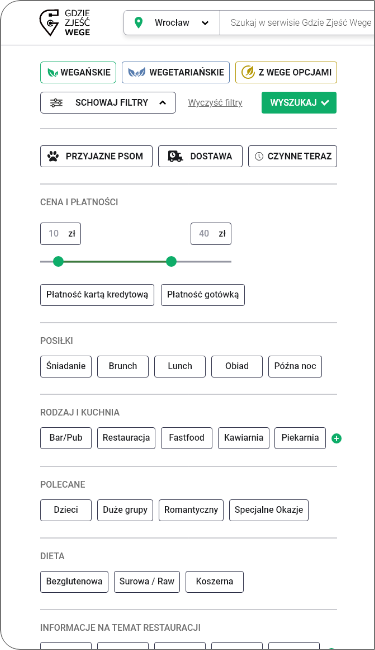 GDZIE
ZJEŚĆ
WEGE
Wrocław
Szukaj w serwisie Gdzie Zjeść Wege
WEGAŃSKIE
WEGETARIAŃSKIE
Z WEGE OPCJAMI
SCHOWAJ FILTRY
Wyczyść filtry
WYSZUKAJ
PRZYJAZNE PSOM
DOSTAWA
CZYNNE TERAZ
CENA I PŁATNOŚCI
10 zł
40 zł
Płatność kartą kredytową
Płatność gotówką
POSIŁKI
Śniadanie
Brunch
Lunch
Obiad
Późna noc
RODZAJ I KUCHNIA
Bar/Pub
Restauracja
Fastfood
Kawiarnia
Piekarnia
POLECANE
Dzieci
Duże grupy
Romantyczny
Specjalne Okazje
DIETA
Bezglutenowa
Surowa / Raw
Koszerna
INFORMACJE NA TEMAT RESTAURACJI